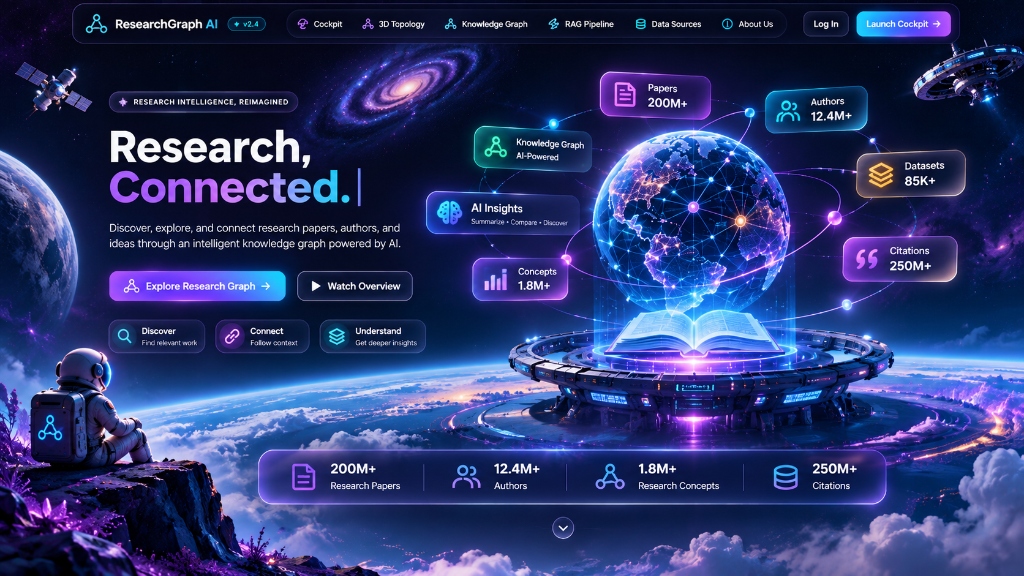 ResearchGraph AI
v2.4
Cockpit
3D Topology
Knowledge Graph
RAG Pipeline
Data Sources
About Us
Log In
Launch Cockpit →
RESEARCH INTELLIGENCE, REIMAGINED
Research,
Connected.
Discover, explore, and connect research papers, authors, and
ideas through an intelligent knowledge graph powered by AI.
Explore Research Graph →
Watch Overview
Discover
Find relevant work
Connect
Follow context
Understand
Get deeper insights
Papers
200M+
Authors
12.4M+
Knowledge Graph
AI-Powered
Datasets
85K+
AI Insights
Summarize • Compare • Discover
Citations
250M+
Concepts
1.8M+
200M+
Research Papers
12.4M+
Authors
1.8M+
Research Concepts
250M+
Citations